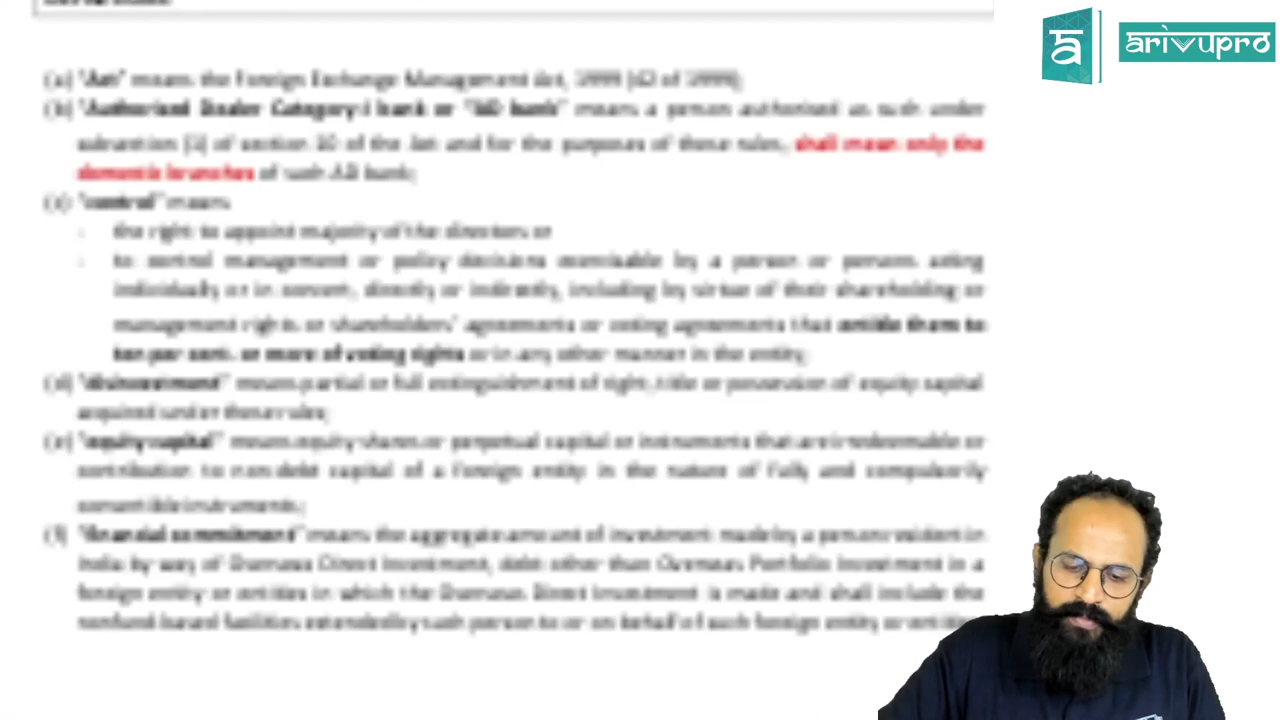 arivupro
(a) "Act" means the Foreign Exchange Management Act, 1999 (42 of 1999);
(b) "Authorised Dealer Category-I bank or "AD bank" means a person authorised as such under
subsection (1) of section 10 of the Act and for the purposes of these rules, shall mean only the
domestic branches of such AD bank;
(c) "control" means
the right to appoint majority of the directors or
to control management or policy decisions exercisable by a person or persons acting
individually or in concert, directly or indirectly, including by virtue of their shareholding or
management rights or shareholders' agreements or voting agreements that entitle them to
ten per cent. or more of voting rights or in any other manner in the entity;
(d) "disinvestment" means partial or full extinguishment of right, title or possession of equity capital
acquired under these rules;
(e) "equity capital" means equity shares or perpetual capital or instruments that are irredeemable or
contribution to non-debt capital of a foreign entity in the nature of fully and compulsorily
convertible instruments;
(f) "financial commitment" means the aggregate amount of investment made by a person resident in
India by way of Overseas Direct Investment, debt other than Overseas Portfolio Investment in a
foreign entity or entities in which the Overseas Direct Investment is made and shall include the
nonfund-based facilities extended by such person to or on behalf of such foreign entity or